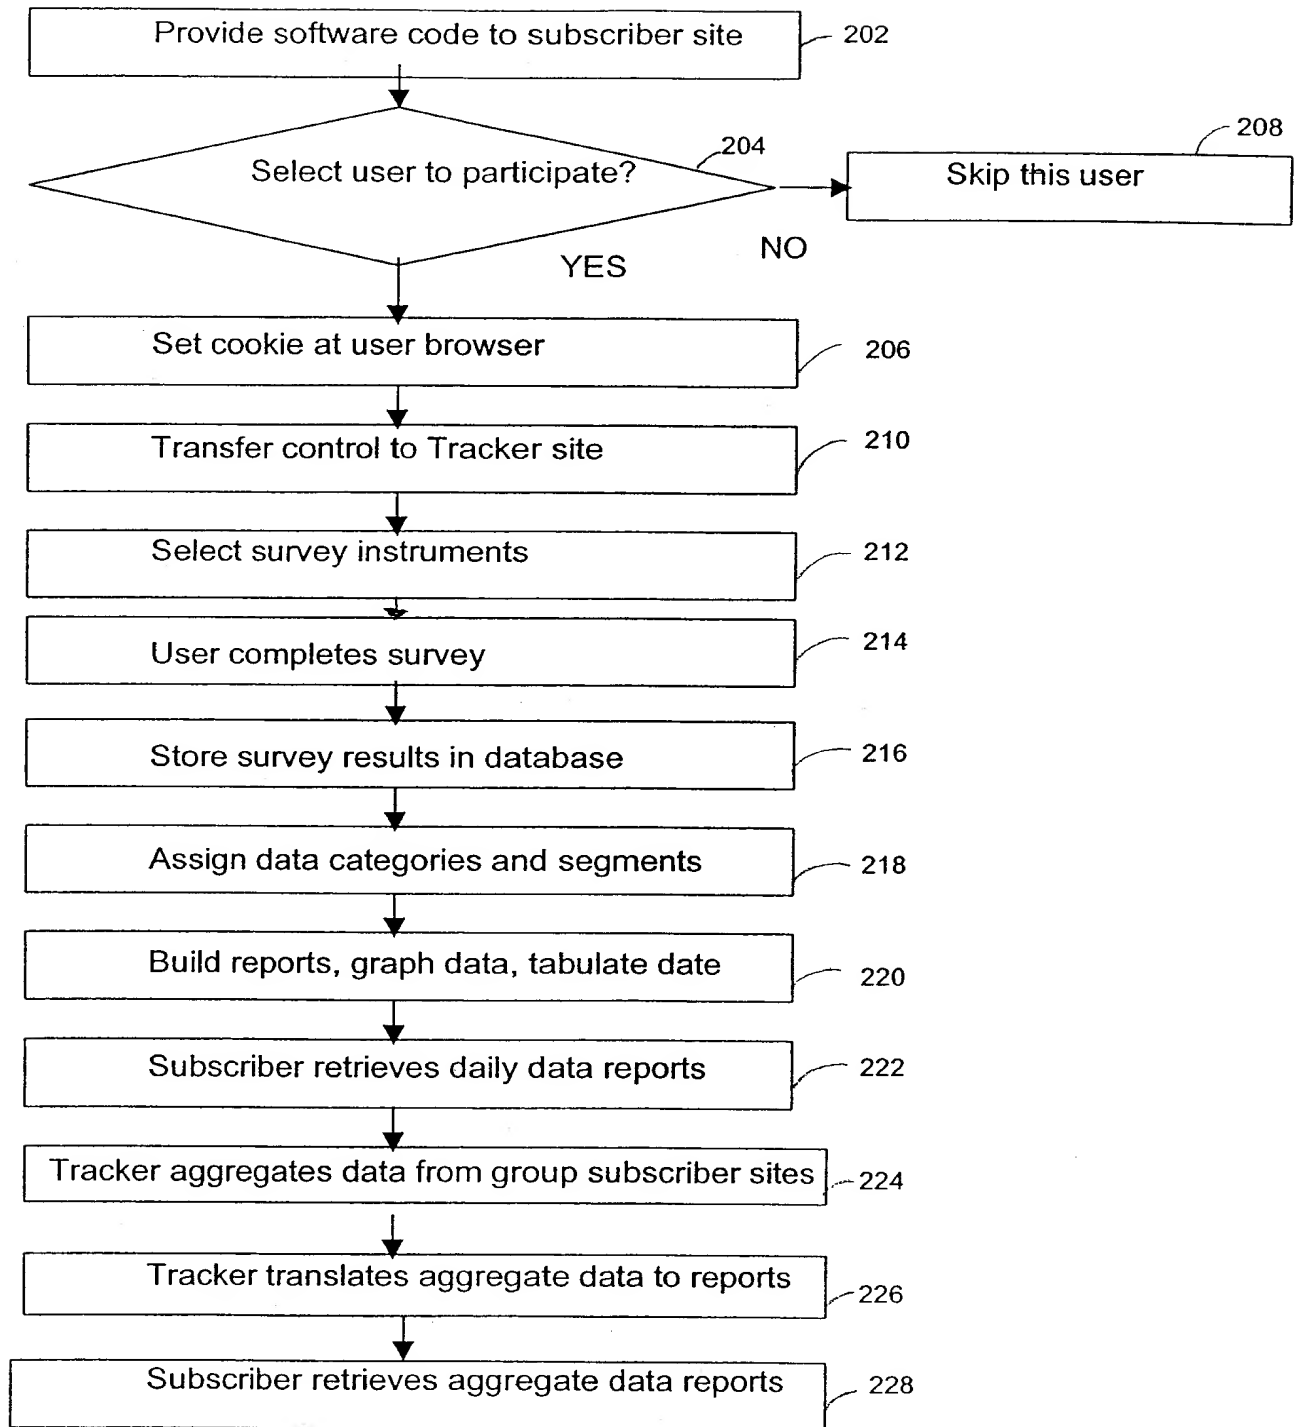 Provide software code to subscriber site
202
204
Select user to participate?
208
Skip this user
NO
YES
Set cookie at user browser
206
Transfer control to Tracker site
210
Select survey instruments
212
User completes survey
214
Store survey results in database
216
Assign data categories and segments
218
Build reports, graph data, tabulate date
220
Subscriber retrieves daily data reports
222
Tracker aggregates data from group subscriber sites
224
Tracker translates aggregate data to reports
226
Subscriber retrieves aggregate data reports
228